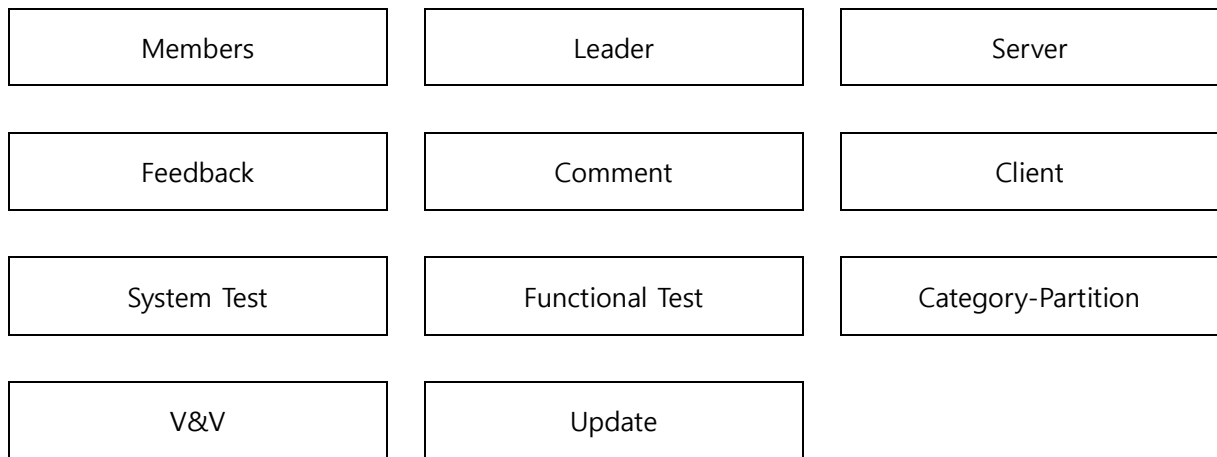 Members
Leader
Server
Feedback
Comment
Client
System Test
Functional Test
Category-Partition
V&V
Update